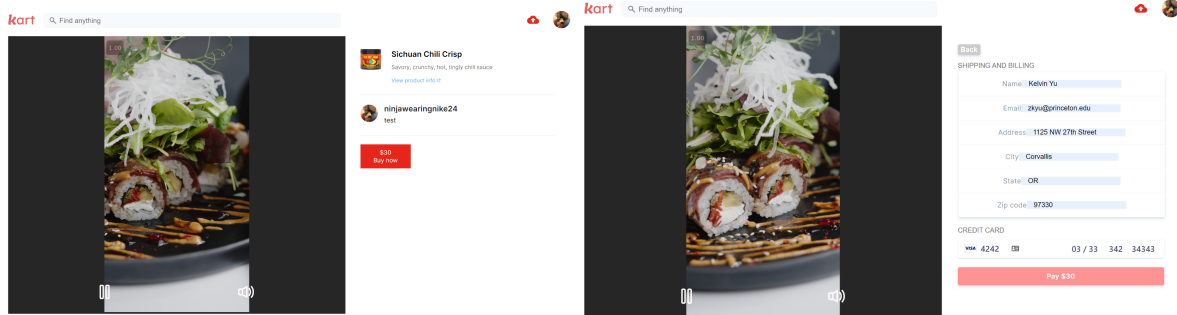 Kart
Find anything
1.00
Sichuan Chili Crisp
Savory, crunchy, hot, tingly chili sauce
View product info
ninjawearingnike24
test
$30
Buy now
Kart
Find anything
1.00
Back
SHIPPING AND BILLING
Name Kelvin Yu
Email zkyu@princeton.edu
Address 1125 NW 27th Street
City Corvallis
State OR
Zip code 97330
CREDIT CARD
VISA 4242 03 / 33 342 34343
Pay $30